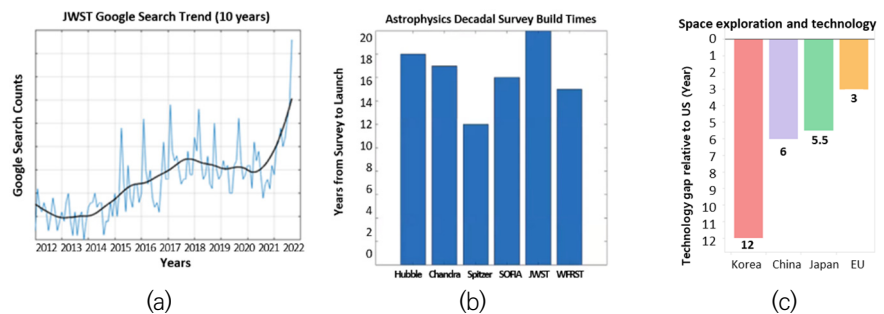 JWST Google Search Trend (10 years)
Google Search Counts
2012 2013 2014 2015 2016 2017 2018 2019 2020 2021 2022
Years
(a)
Astrophysics Decadal Survey Build Times
Years from Survey to Launch
20
18
16
14
12
10
8
6
4
2
0
Hubble Chandra Spitzer SOFIA JWST WFRST
(b)
Space exploration and technology
Technology gap relative to US (Year)
0
1
2
3
4
5
6
7
8
9
10
11
12
12
6
5.5
3
Korea China Japan EU
(c)